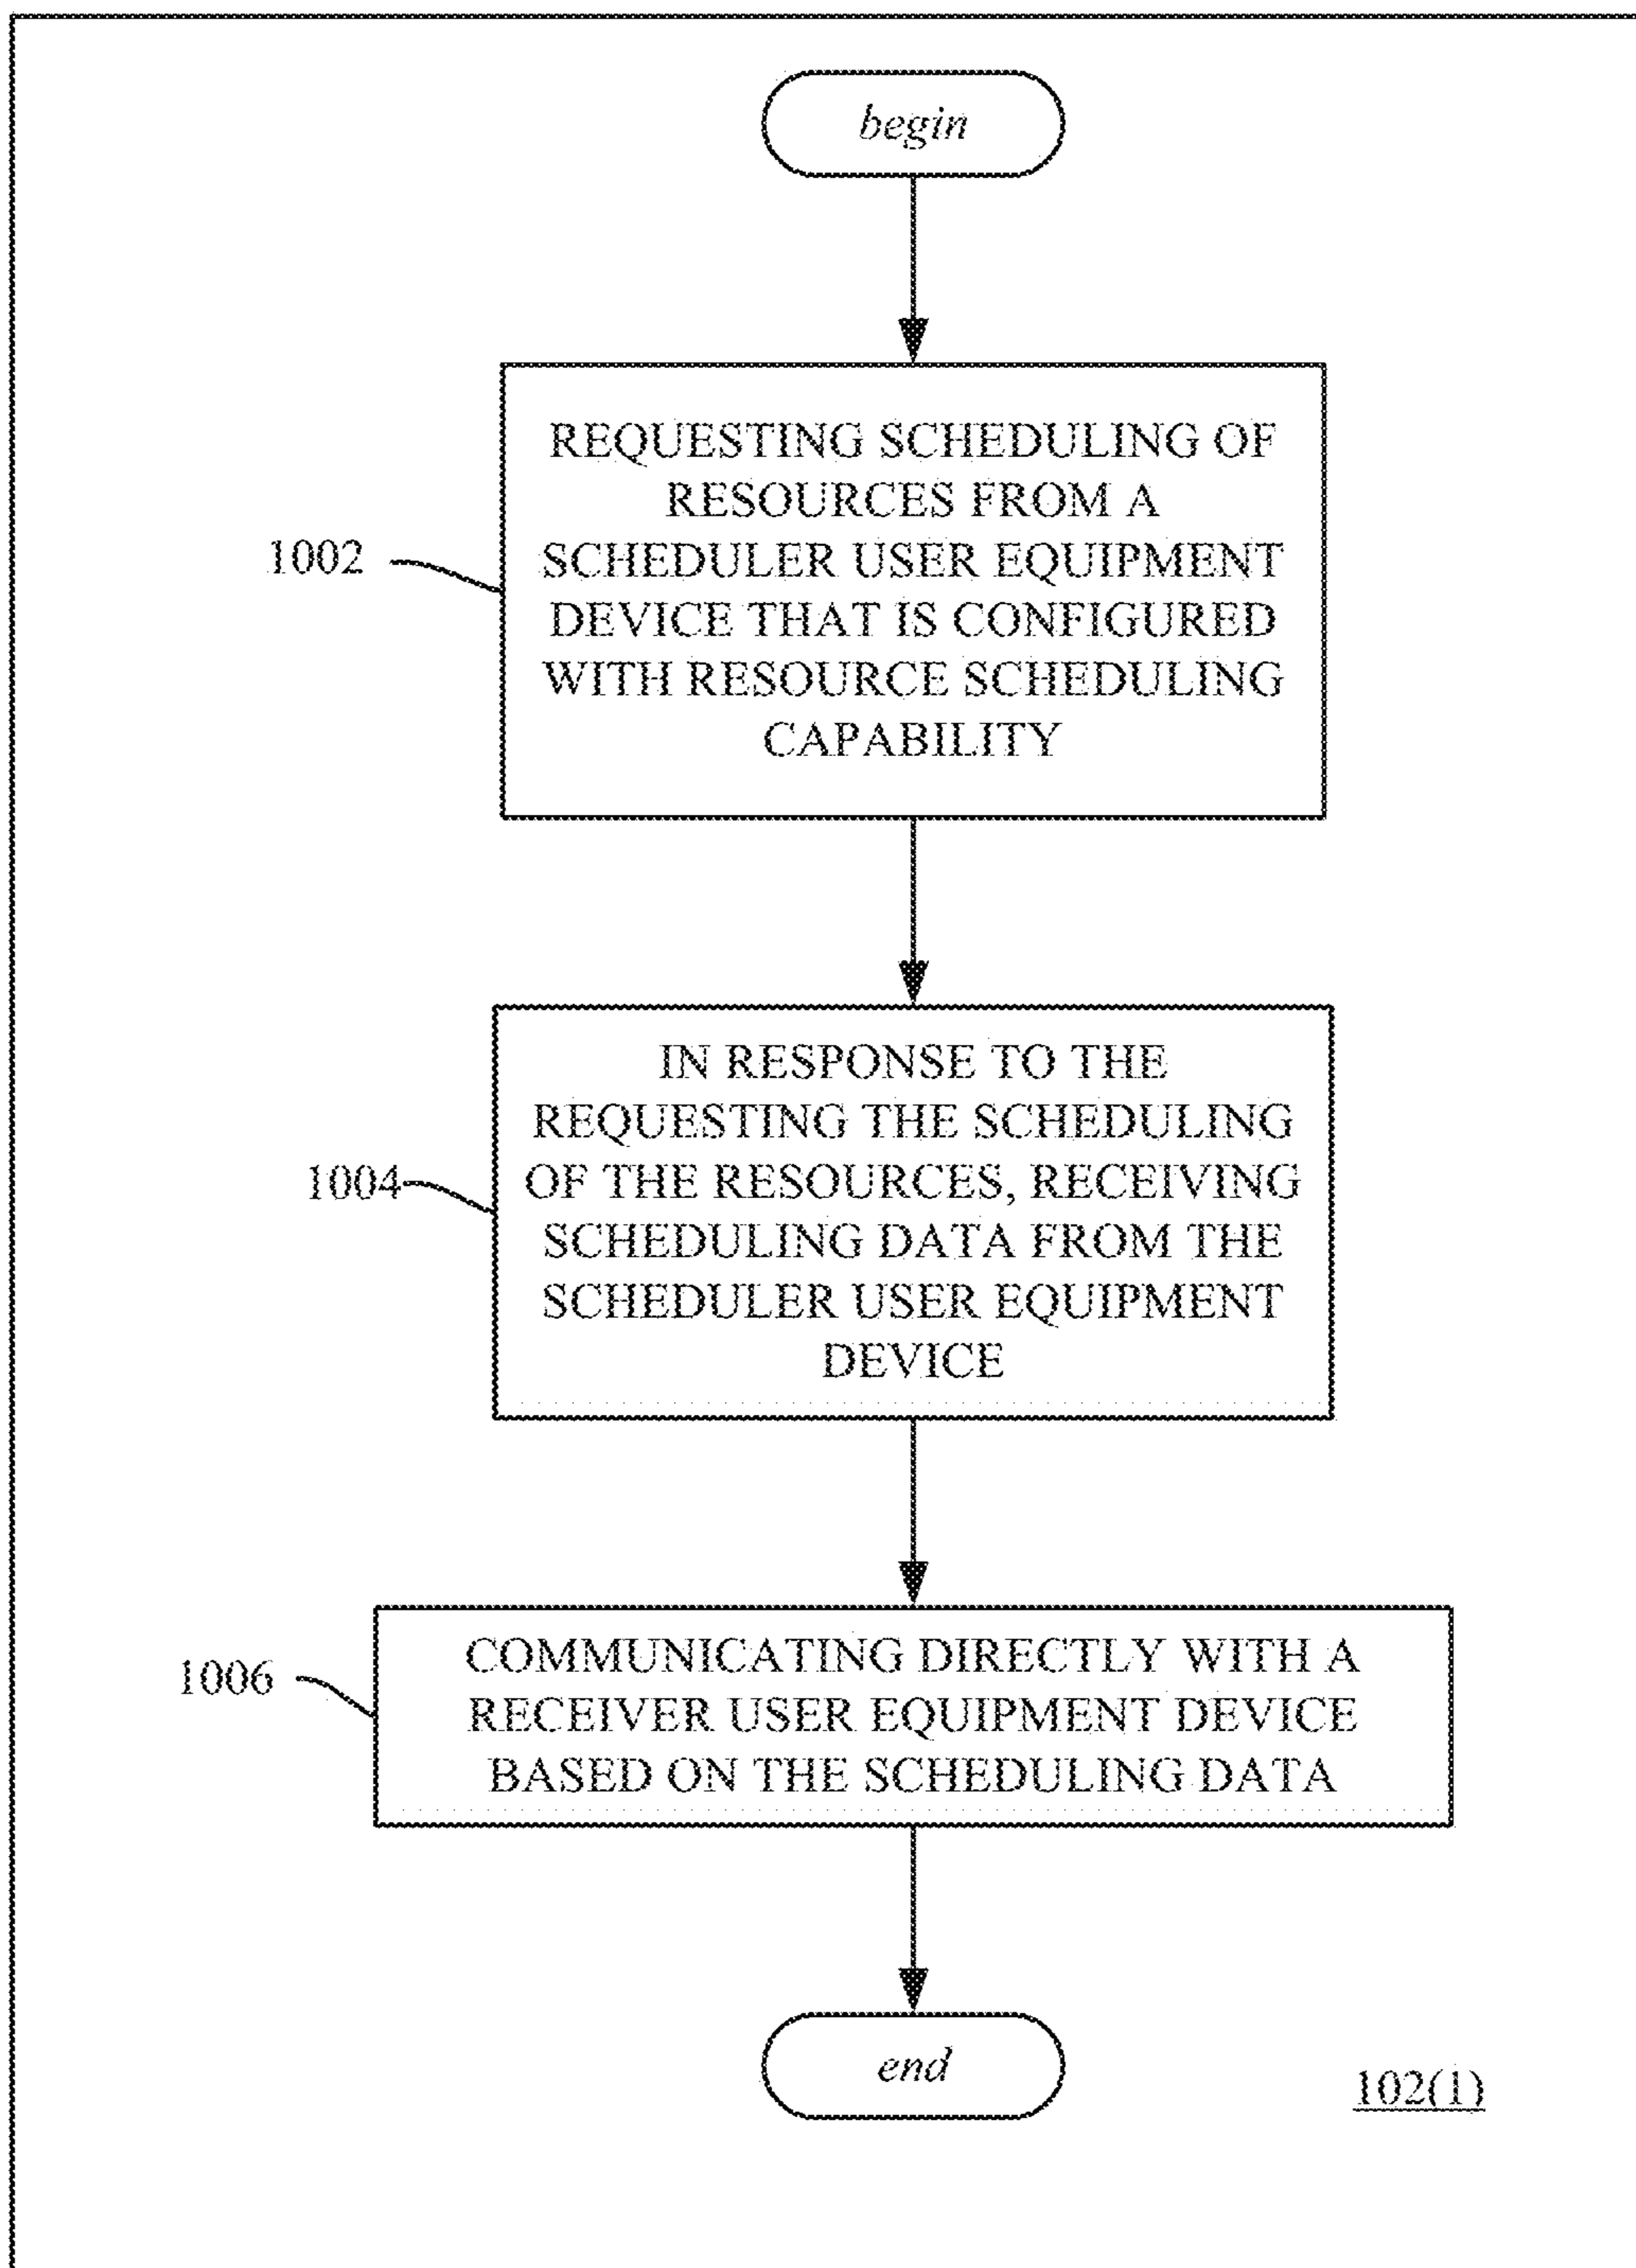 begin
REQUESTING SCHEDULING OF
RESOURCES FROM A
SCHEDULER USER EQUIPMENT
DEVICE THAT IS CONFIGURED
WITH RESOURCE SCHEDULING
CAPABILITY
1002
IN RESPONSE TO THE
REQUESTING THE SCHEDULING
OF THE RESOURCES, RECEIVING
SCHEDULING DATA FROM THE
SCHEDULER USER EQUIPMENT
DEVICE
1004
COMMUNICATING DIRECTLY WITH A
RECEIVER USER EQUIPMENT DEVICE
BASED ON THE SCHEDULING DATA
1006
end
102(1)